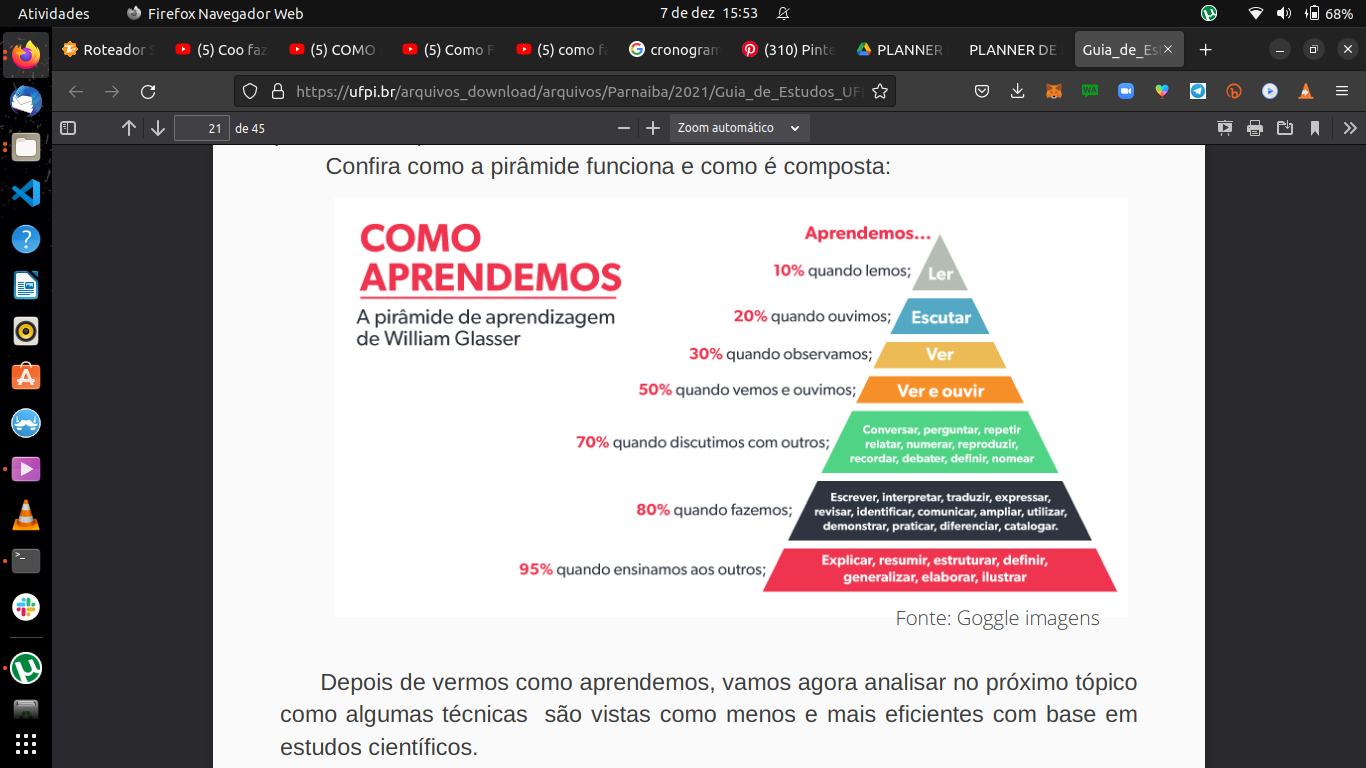 Atividades
Firefox Navegador Web
7 de dez 15:53
68%
Roteador S
(5) Coo faz
(5) COMO
(5) Como F
(5) como fa
cronogram
(310) Pinte
PLANNER
PLANNER DE
Guia_de_Est
https://ufpi.br/arquivos_download/arquivos/Parnaiba/2021/Guia_de_Estudos_UF
21 de 45
Zoom automático
Confira como a pirâmide funciona e como é composta:
COMO
APRENDEMOS
A pirâmide de aprendizagem
de William Glasser
Aprendemos...
10% quando lemos;
Ler
20% quando ouvimos;
Escutar
30% quando observamos;
Ver
50% quando vemos e ouvimos;
Ver e ouvir
70% quando discutimos com outros;
Conversar, perguntar, repetir
relatar, numerar, reproduzir,
recordar, debater, definir, nomear
80% quando fazemos;
Escrever, interpretar, traduzir, expressar,
revisar, identificar, comunicar, ampliar, utilizar,
demonstrar, praticar, diferenciar, catalogar.
95% quando ensinamos aos outros;
Explicar, resumir, estruturar, definir,
generalizar, elaborar, ilustrar
Fonte: Goggle imagens
Depois de vermos como aprendemos, vamos agora analisar no próximo tópico
como algumas técnicas são vistas como menos e mais eficientes com base em
estudos científicos.